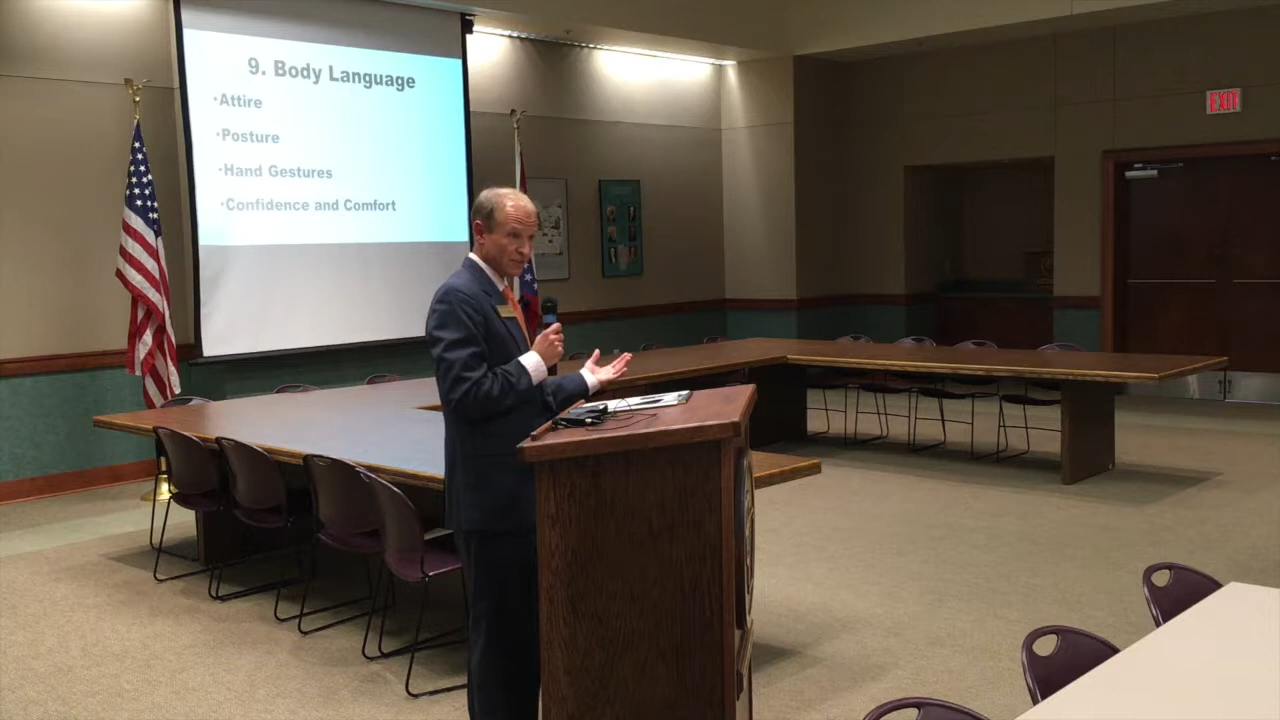 9. Body Language
·Attire
·Posture
·Hand Gestures
·Confidence and Comfort
EXIT